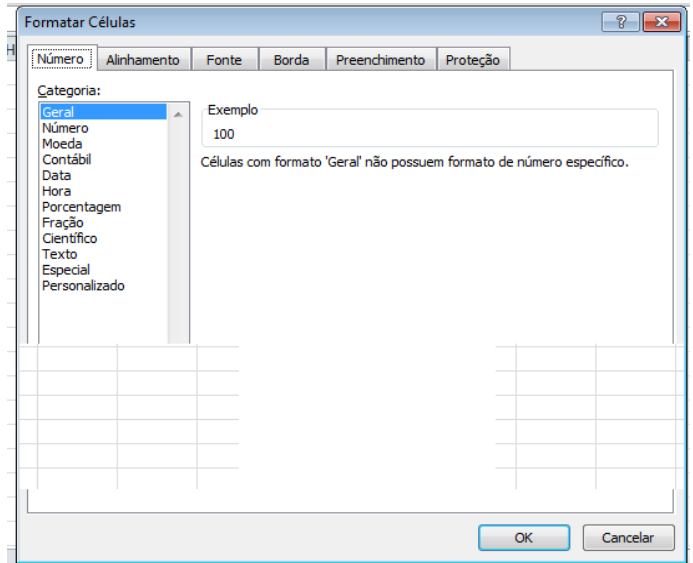 Formatar Células
H
Número Alinhamento Fonte Borda Preenchimento Proteção
Categoria:
Geral
Número
Moeda
Contábil
Data
Hora
Porcentagem
Fração
Científico
Texto
Especial
Personalizado
Exemplo
100
Células com formato 'Geral' não possuem formato de número específico.
OK Cancelar